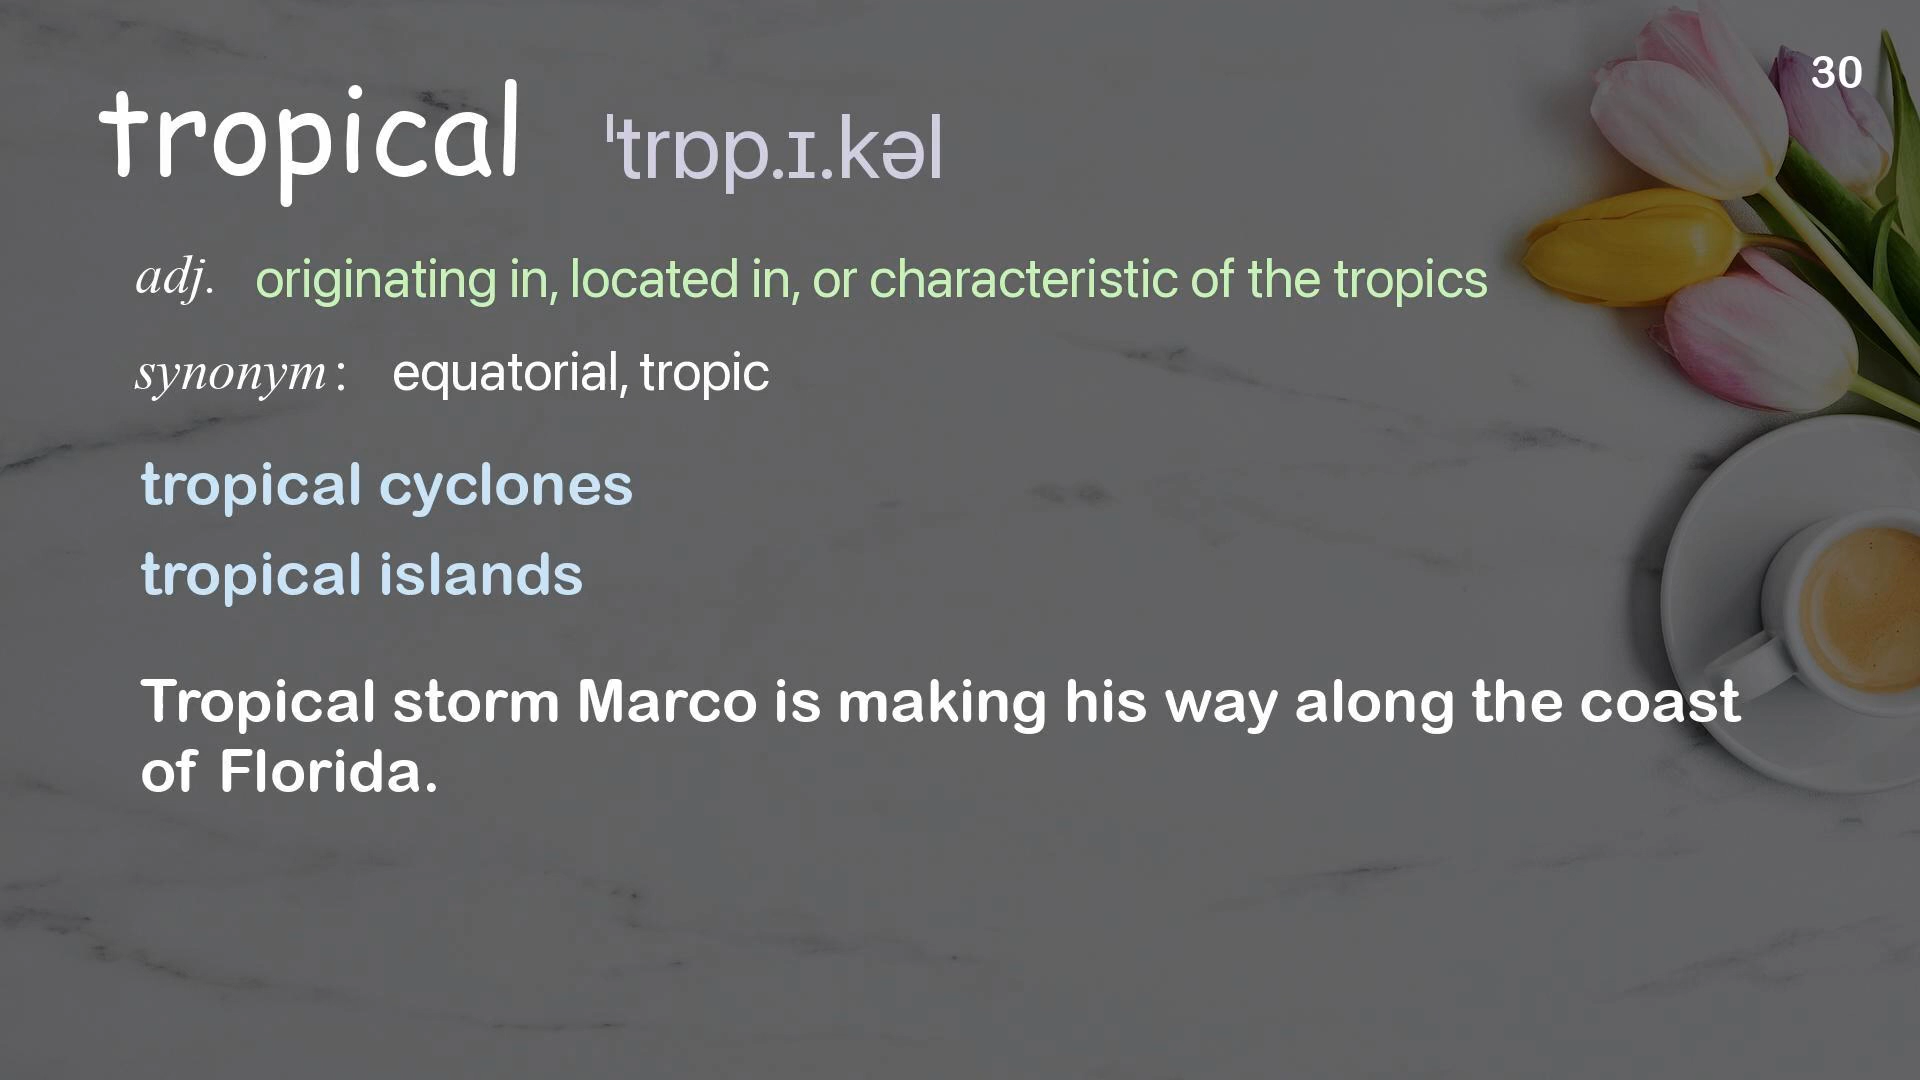 30
tropical ˈtrɒp.ɪ.kəl
adj. originating in, located in, or characteristic of the tropics
synonym: equatorial, tropic
tropical cyclones
tropical islands
Tropical storm Marco is making his way along the coast
of Florida.